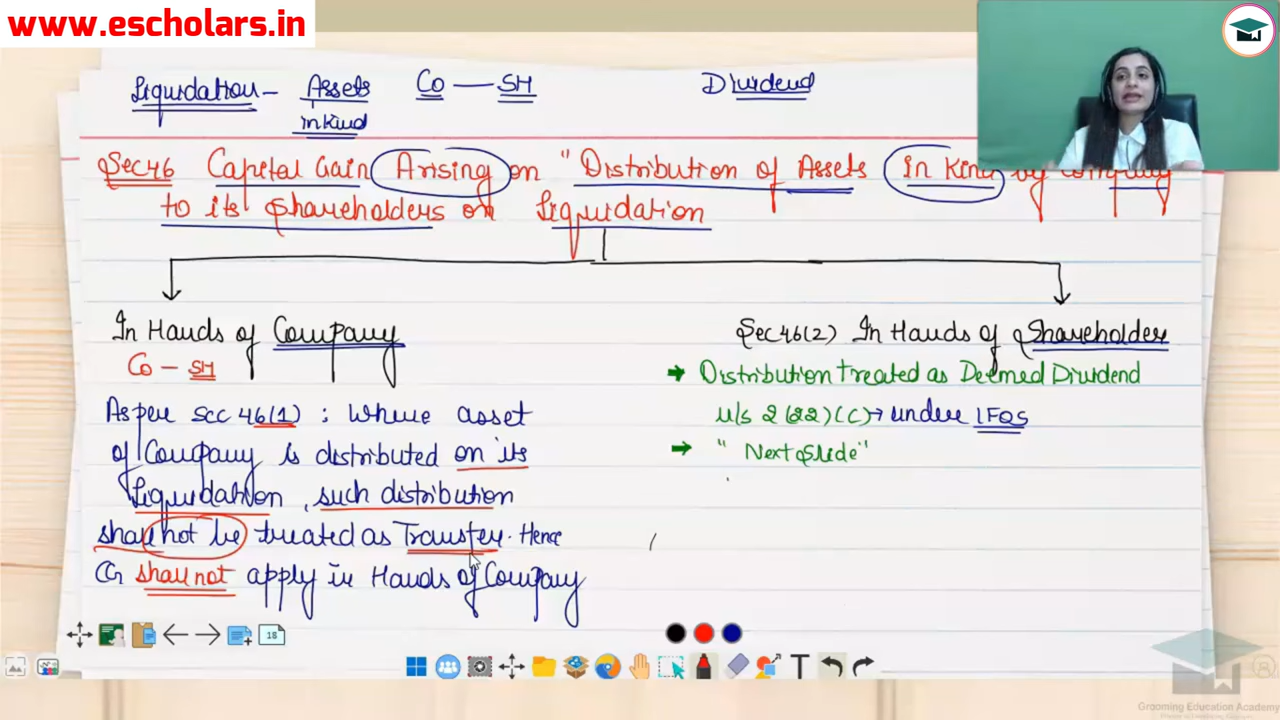 www.escholars.in
Liquidation - Assets Co — SH Dividend
in Kind
Sec 46 Capital Gain Arising on "Distribution of Assets In Kind by Company
to its Shareholders on Liquidation
In Hands of Company
Co - SH
As per sec 46(1) : Where asset
of Company is distributed on its
Liquidation, such distribution
shall not be treated as Transfer. Hence
CG shall not apply in Hands of Company
Sec 46(2) In Hands of Shareholder
→ Distribution treated as Deemed Dividend
u/s 2(22)(c) → under IFOS
→ "Next Slide"
18
Grooming Education Academy